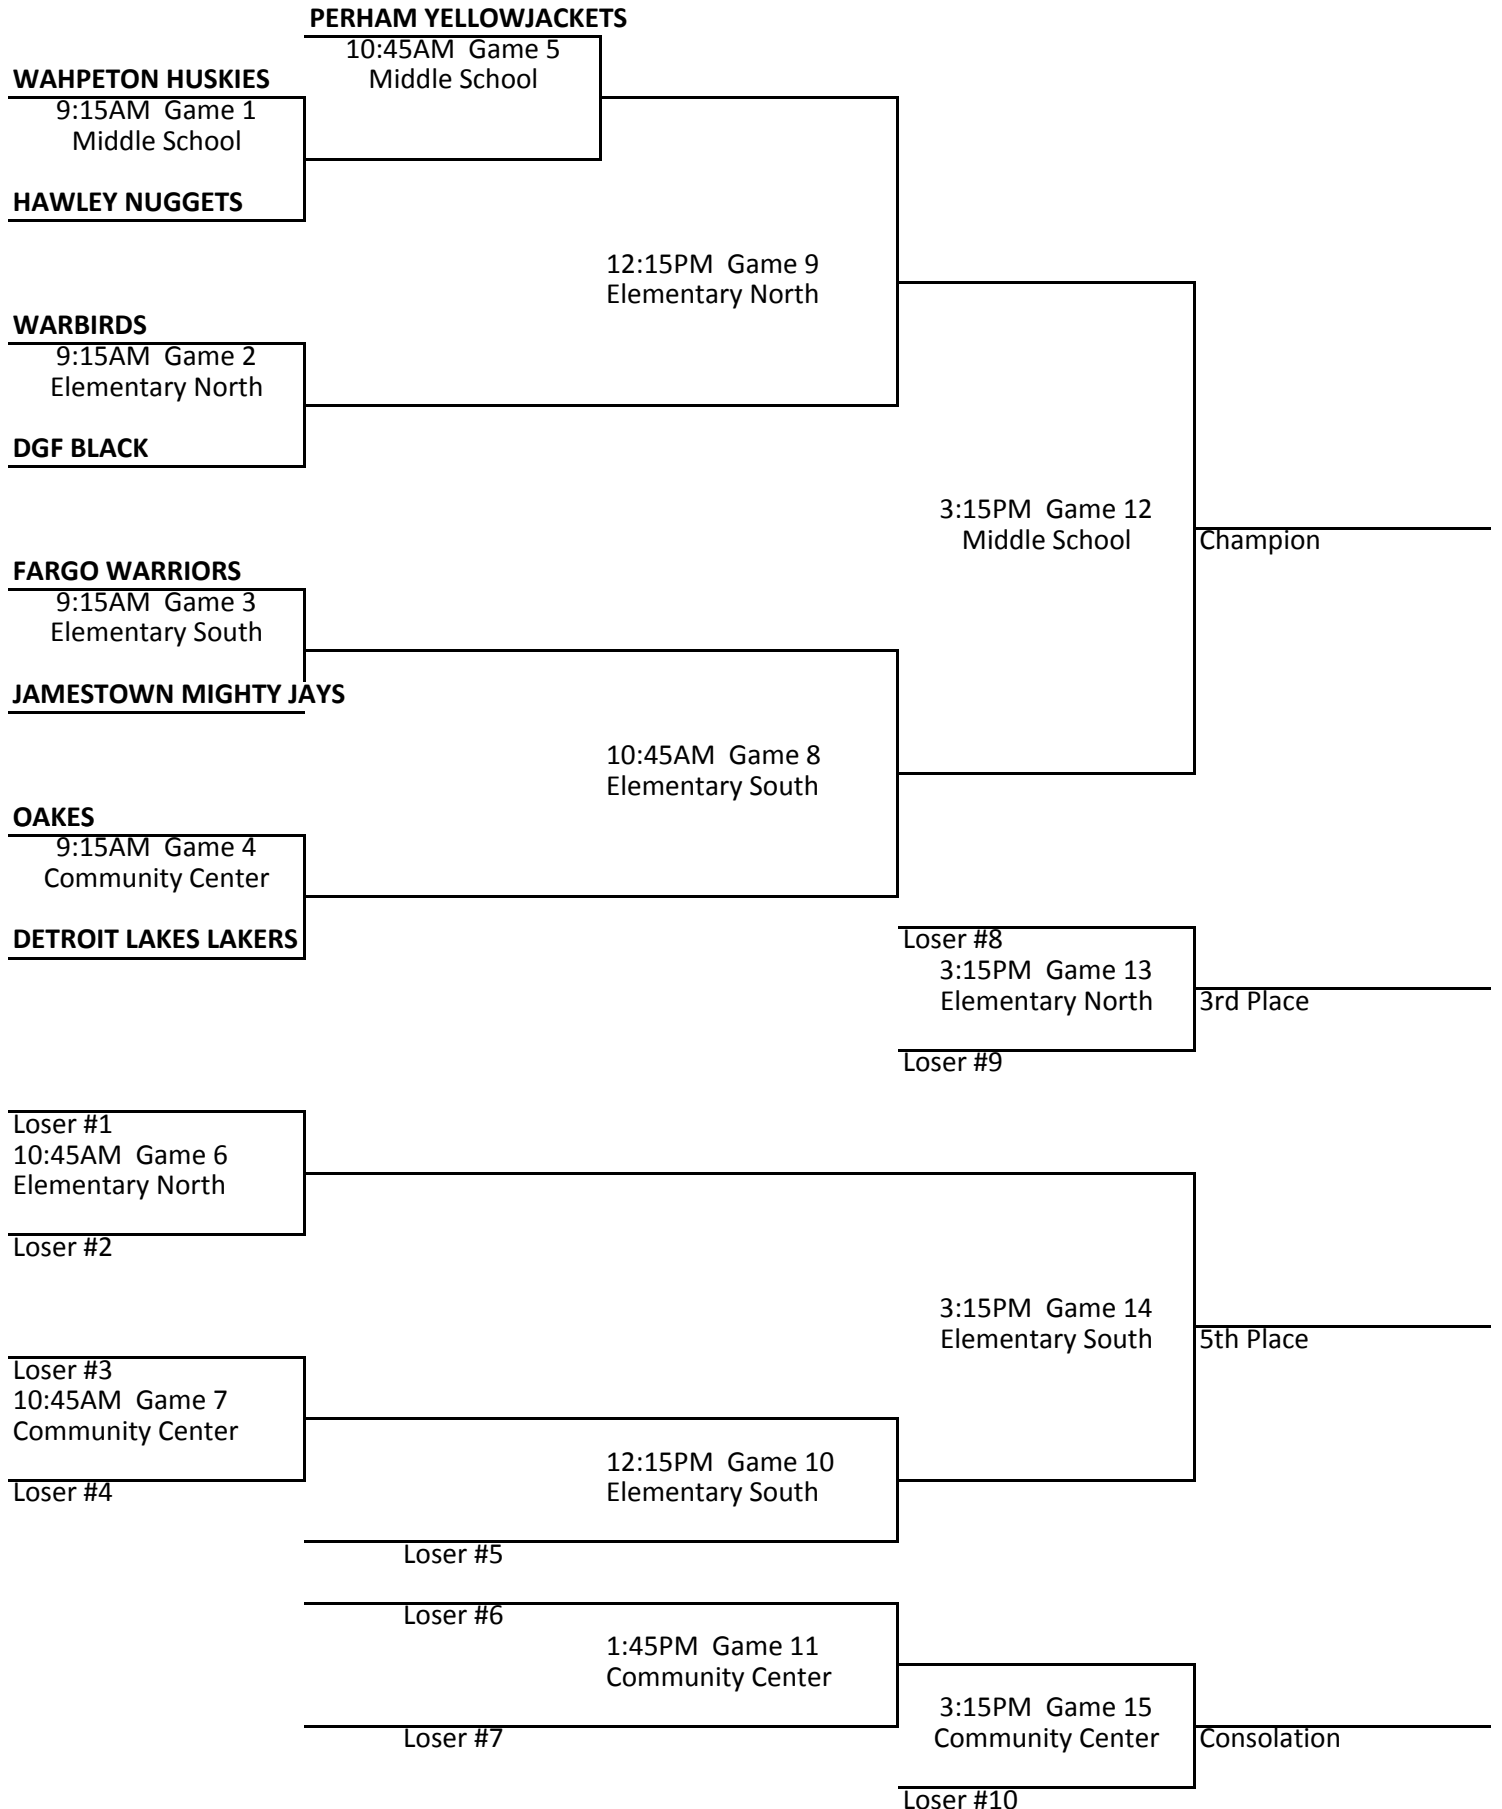 PERHAM YELLOWJACKETS
10:45AM  Game 5
Middle School
WAHPETON HUSKIES
9:15AM  Game 1
Middle School
HAWLEY NUGGETS
12:15PM  Game 9
Elementary North
WARBIRDS
9:15AM  Game 2
Elementary North
DGF BLACK
3:15PM  Game 12
Middle School
Champion
FARGO WARRIORS
9:15AM  Game 3
Elementary South
JAMESTOWN MIGHTY JAYS
10:45AM  Game 8
Elementary South
OAKES
9:15AM  Game 4
Community Center
DETROIT LAKES LAKERS
Loser #8
3:15PM  Game 13
Elementary North
3rd Place
Loser #9
Loser #1
10:45AM  Game 6
Elementary North
Loser #2
3:15PM  Game 14
Elementary South
5th Place
Loser #3
10:45AM  Game 7
Community Center
Loser #4
12:15PM  Game 10
Elementary South
Loser #5
Loser #6
1:45PM  Game 11
Community Center
Loser #7
3:15PM  Game 15
Community Center
Consolation
Loser #10